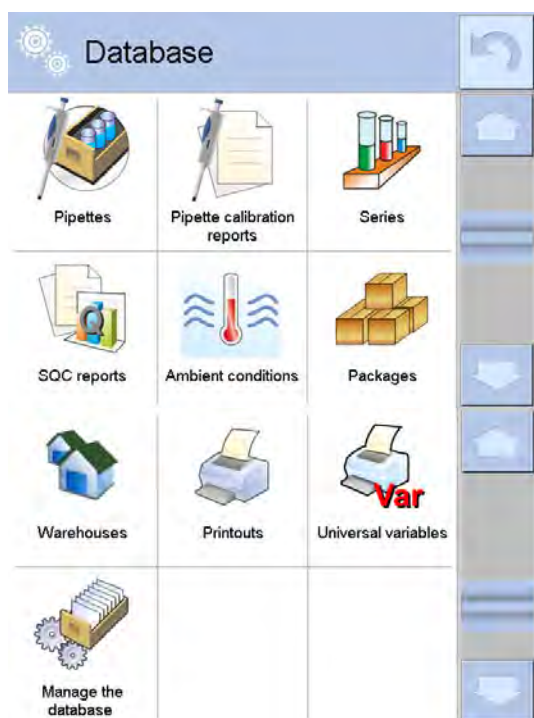 Database
Pipettes
Pipette calibration
reports
Series
Q
SQC reports
Ambient conditions
Packages
Warehouses
Printouts
Var
Universal variables
Manage the
database